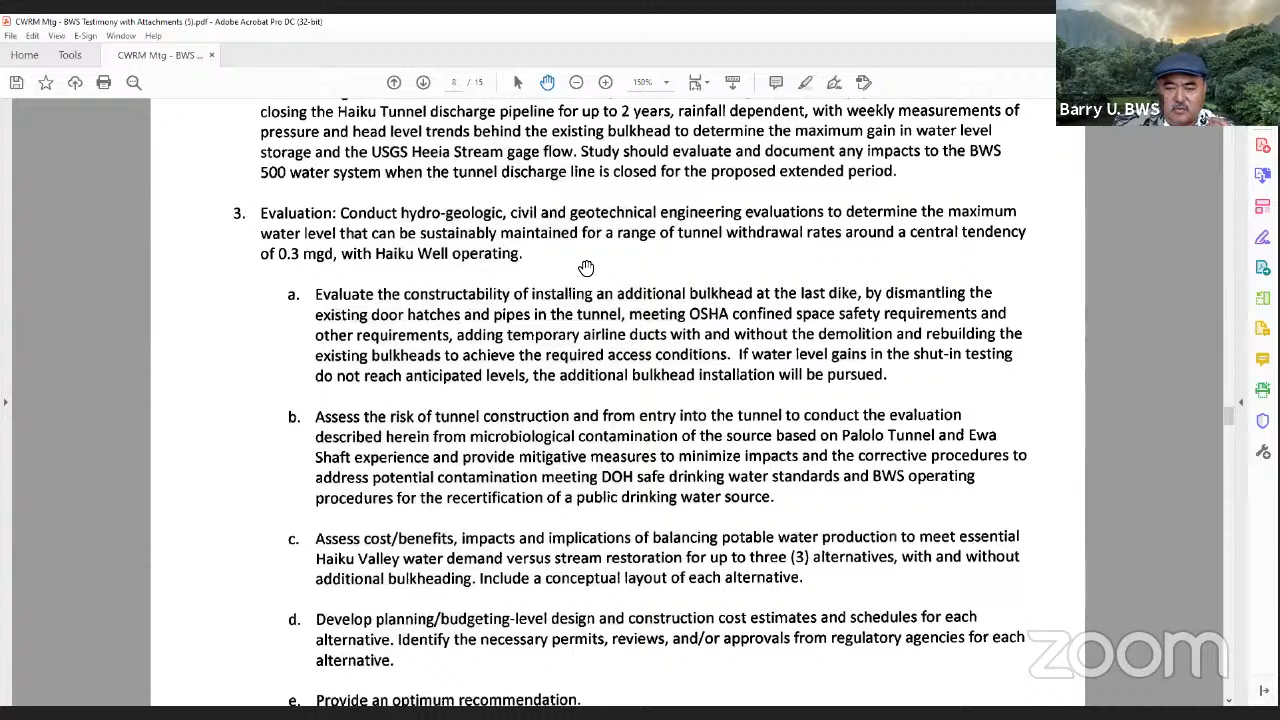 CWRM Mtg - BWS Testimony with Attachments (5).pdf - Adobe Acrobat Pro DC (32-bit)
File Edit View E-Sign Window Help
Home Tools CWRM Mtg - BWS ... ×
8 / 15 150%
Barry U. BWS
closing the Haiku Tunnel discharge pipeline for up to 2 years, rainfall dependent, with weekly measurements of
pressure and head level trends behind the existing bulkhead to determine the maximum gain in water level
storage and the USGS Heeia Stream gage flow. Study should evaluate and document any impacts to the BWS
500 water system when the tunnel discharge line is closed for the proposed extended period.
3. Evaluation: Conduct hydro-geologic, civil and geotechnical engineering evaluations to determine the maximum
water level that can be sustainably maintained for a range of tunnel withdrawal rates around a central tendency
of 0.3 mgd, with Haiku Well operating.
a. Evaluate the constructability of installing an additional bulkhead at the last dike, by dismantling the
existing door hatches and pipes in the tunnel, meeting OSHA confined space safety requirements and
other requirements, adding temporary airline ducts with and without the demolition and rebuilding the
existing bulkheads to achieve the required access conditions. If water level gains in the shut-in testing
do not reach anticipated levels, the additional bulkhead installation will be pursued.
b. Assess the risk of tunnel construction and from entry into the tunnel to conduct the evaluation
described herein from microbiological contamination of the source based on Palolo Tunnel and Ewa
Shaft experience and provide mitigative measures to minimize impacts and the corrective procedures to
address potential contamination meeting DOH safe drinking water standards and BWS operating
procedures for the recertification of a public drinking water source.
c. Assess cost/benefits, impacts and implications of balancing potable water production to meet essential
Haiku Valley water demand versus stream restoration for up to three (3) alternatives, with and without
additional bulkheading. Include a conceptual layout of each alternative.
d. Develop planning/budgeting-level design and construction cost estimates and schedules for each
alternative. Identify the necessary permits, reviews, and/or approvals from regulatory agencies for each
alternative.
e. Provide an optimum recommendation.
zoom